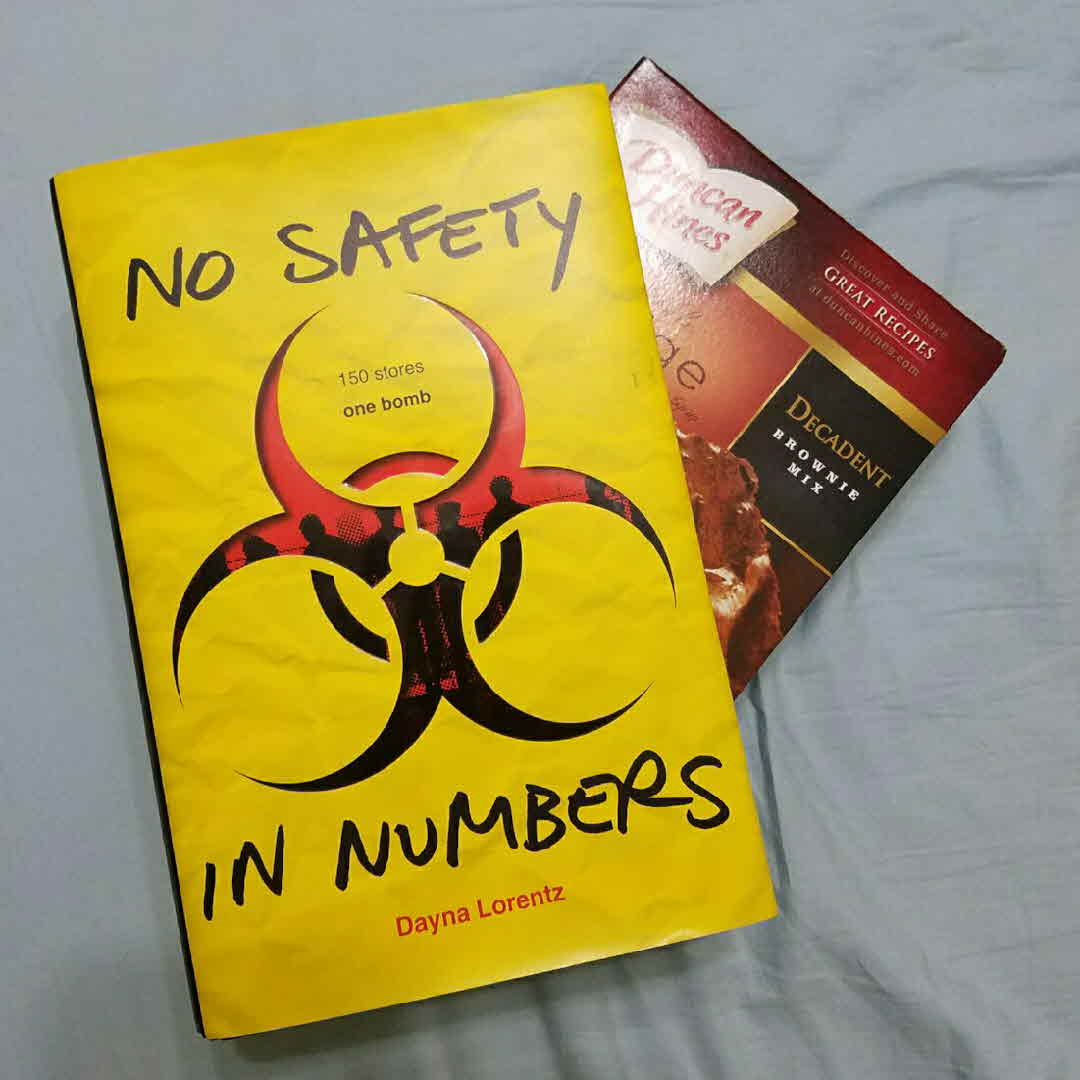 NO SAFETY
150 stores
one bomb
IN NUMBERS
Dayna Lorentz
Duncan
Hines
Discover and Share
GREAT RECIPES
at duncanhines.com
DECADENT
BROWNIE
MIX